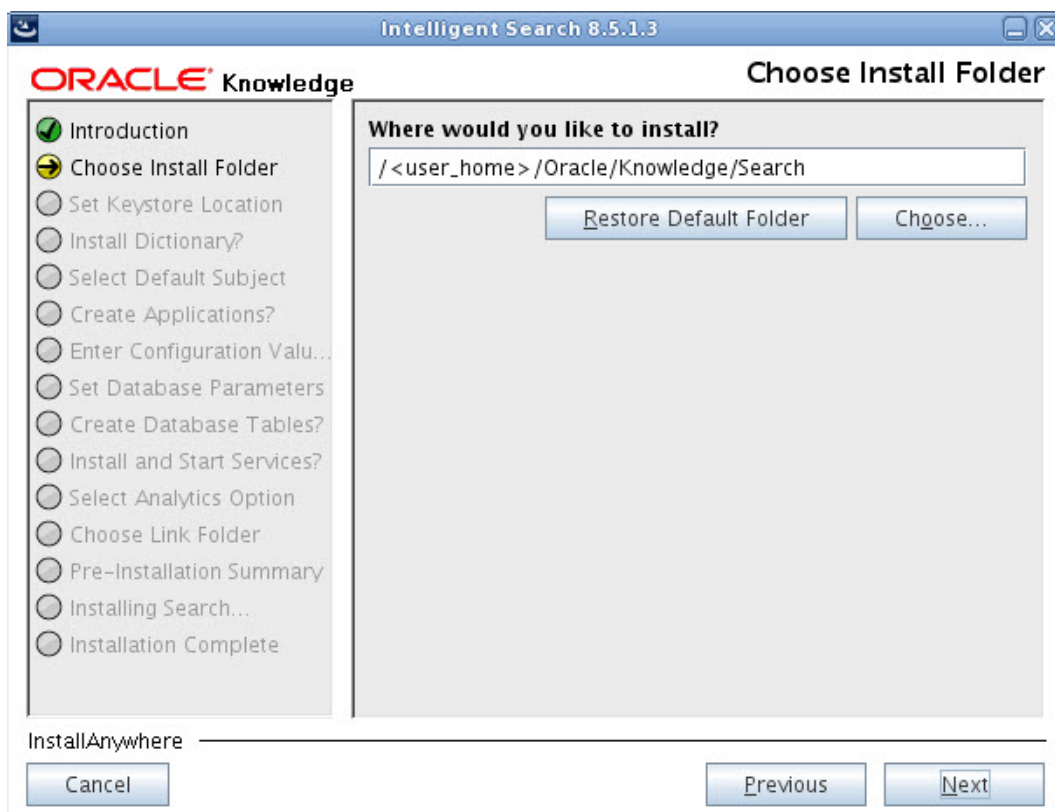 Intelligent Search 8.5.1.3
ORACLE Knowledge
Choose Install Folder
Introduction
Choose Install Folder
Set Keystore Location
Install Dictionary?
Select Default Subject
Create Applications?
Enter Configuration Valu...
Set Database Parameters
Create Database Tables?
Install and Start Services?
Select Analytics Option
Choose Link Folder
Pre-Installation Summary
Installing Search...
Installation Complete
Where would you like to install?
/<user_home>/Oracle/Knowledge/Search
Restore Default Folder
Choose...
InstallAnywhere
Cancel
Previous
Next